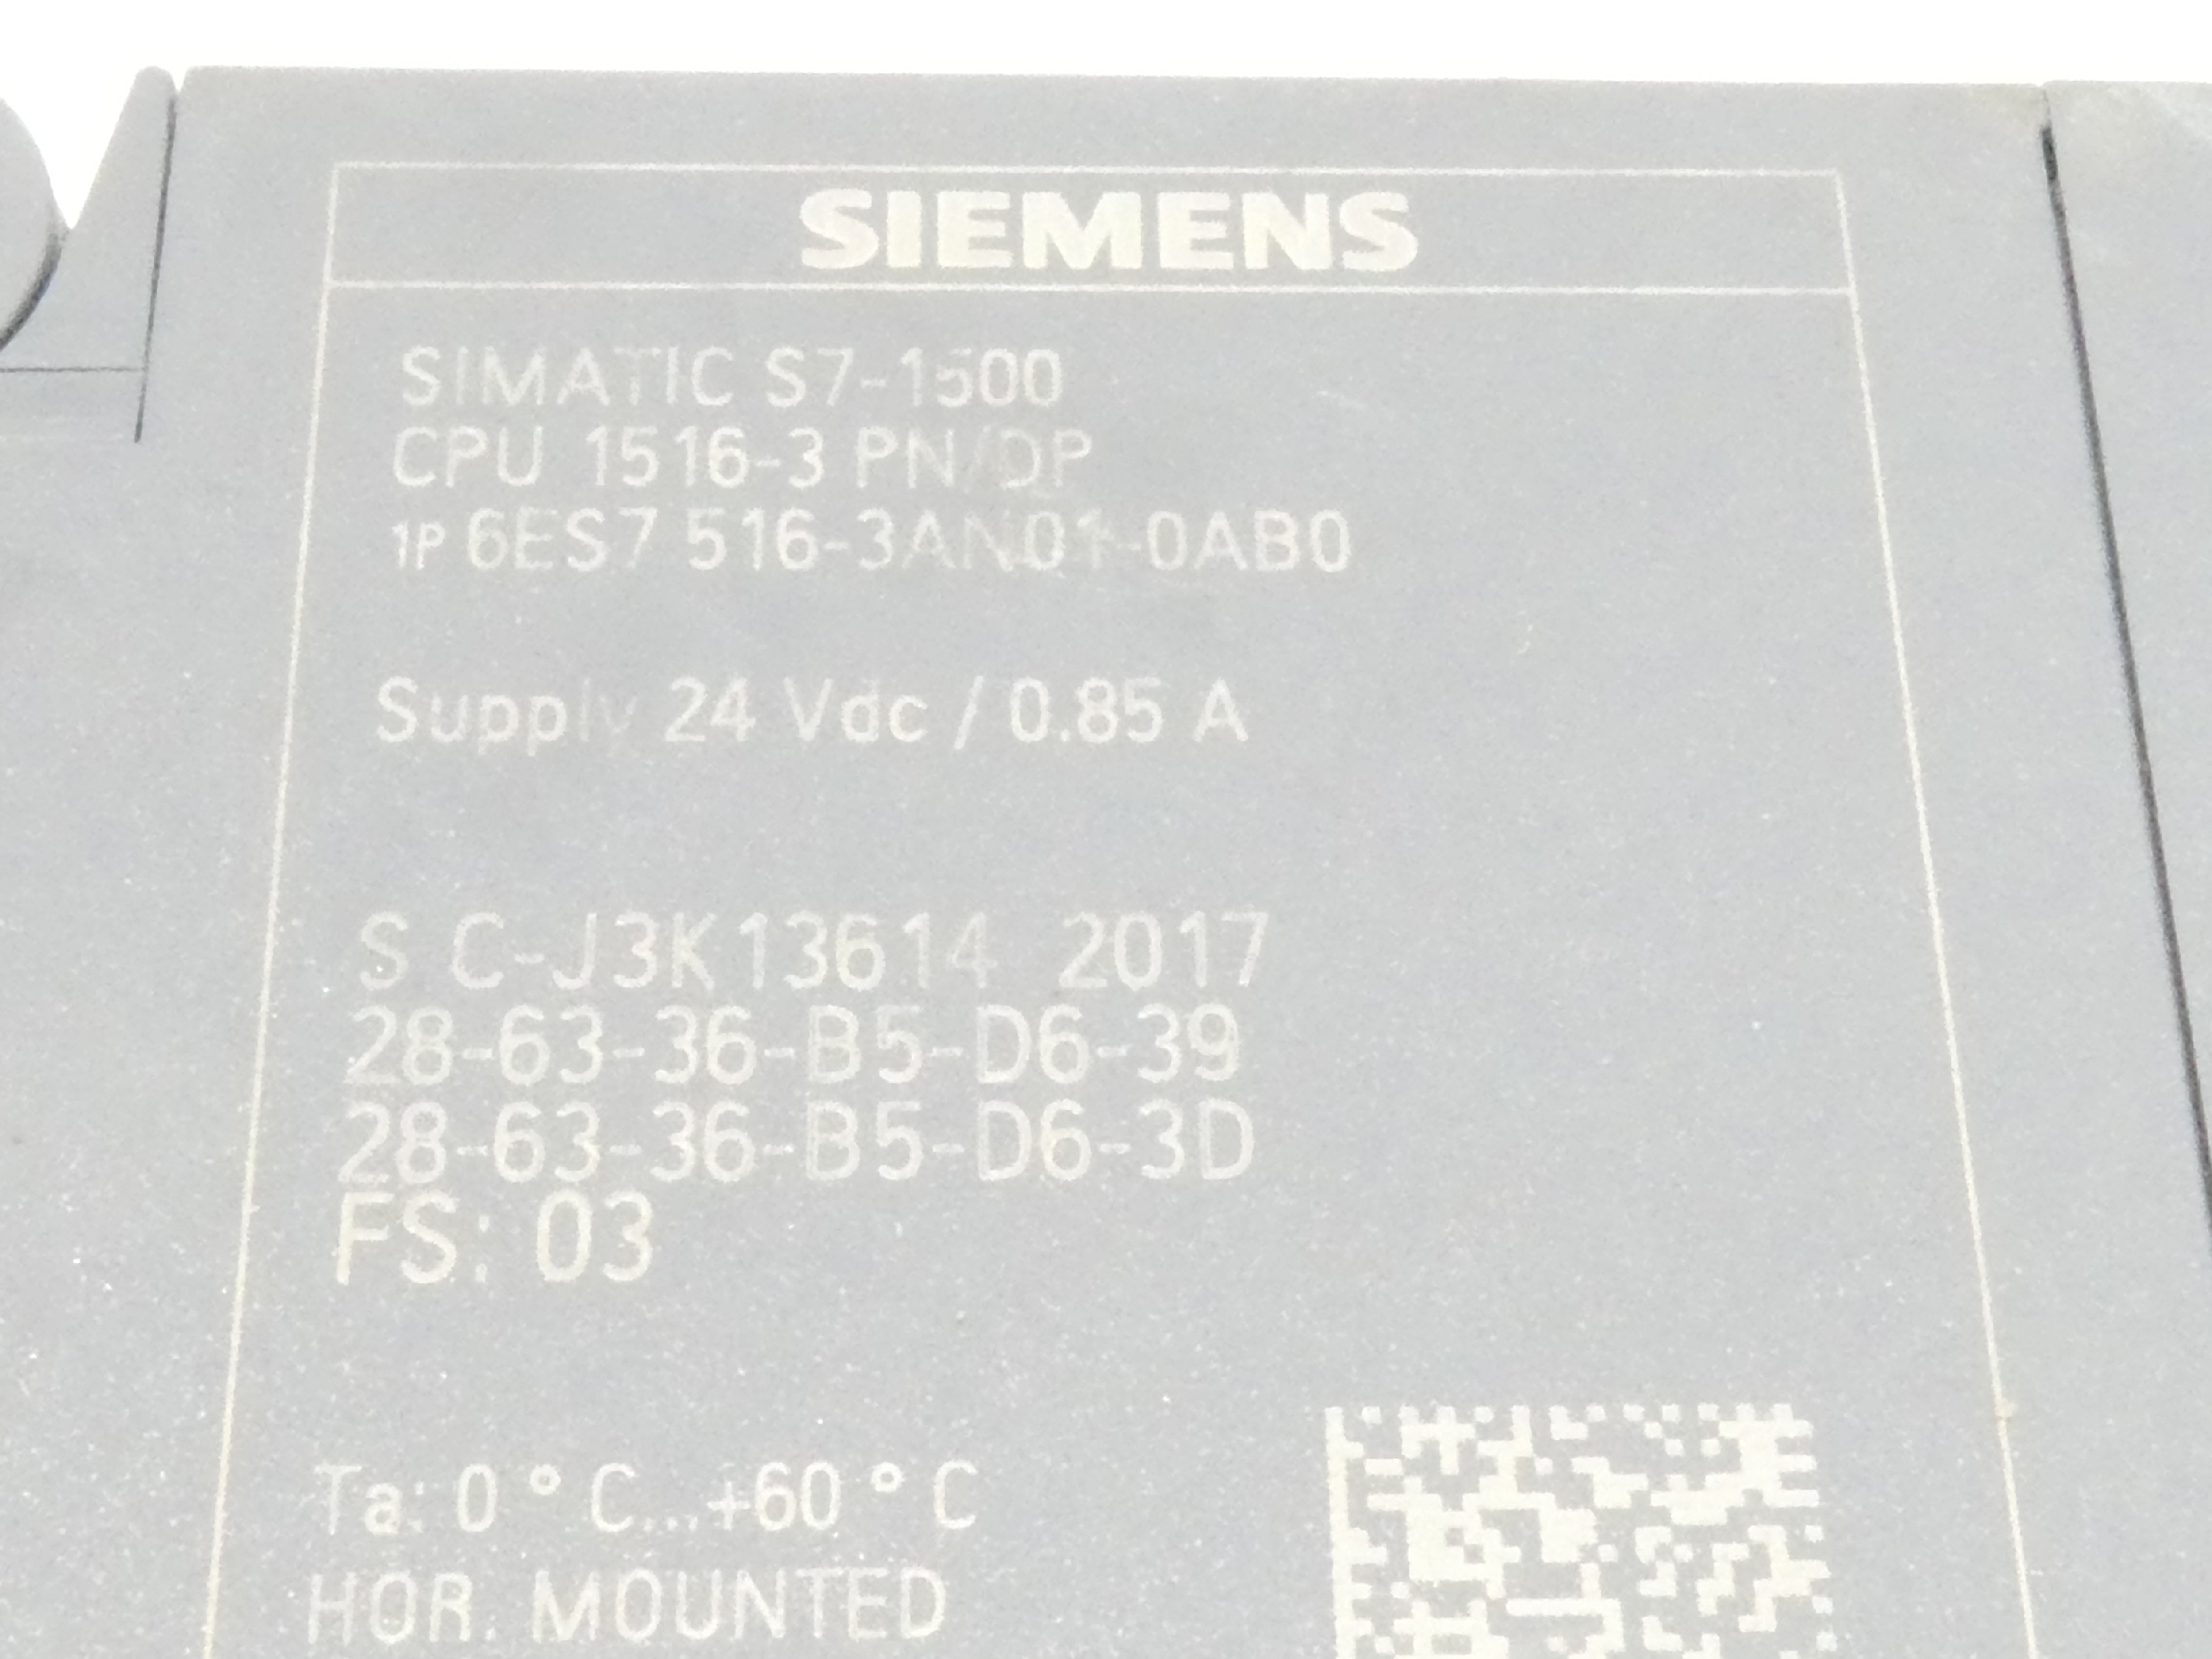 SIEMENS
SIMATIC S7-1500
CPU 1516-3 PN/DP
1P 6ES7 516-3AN01-0AB0
Supply 24 Vdc / 0.85 A
S C-J3K13614 2017
28-63-36-B5-D6-39
28-63-36-B5-D6-3D
FS: 03
Ta: 0 ° C...+60 ° C
HOR. MOUNTED